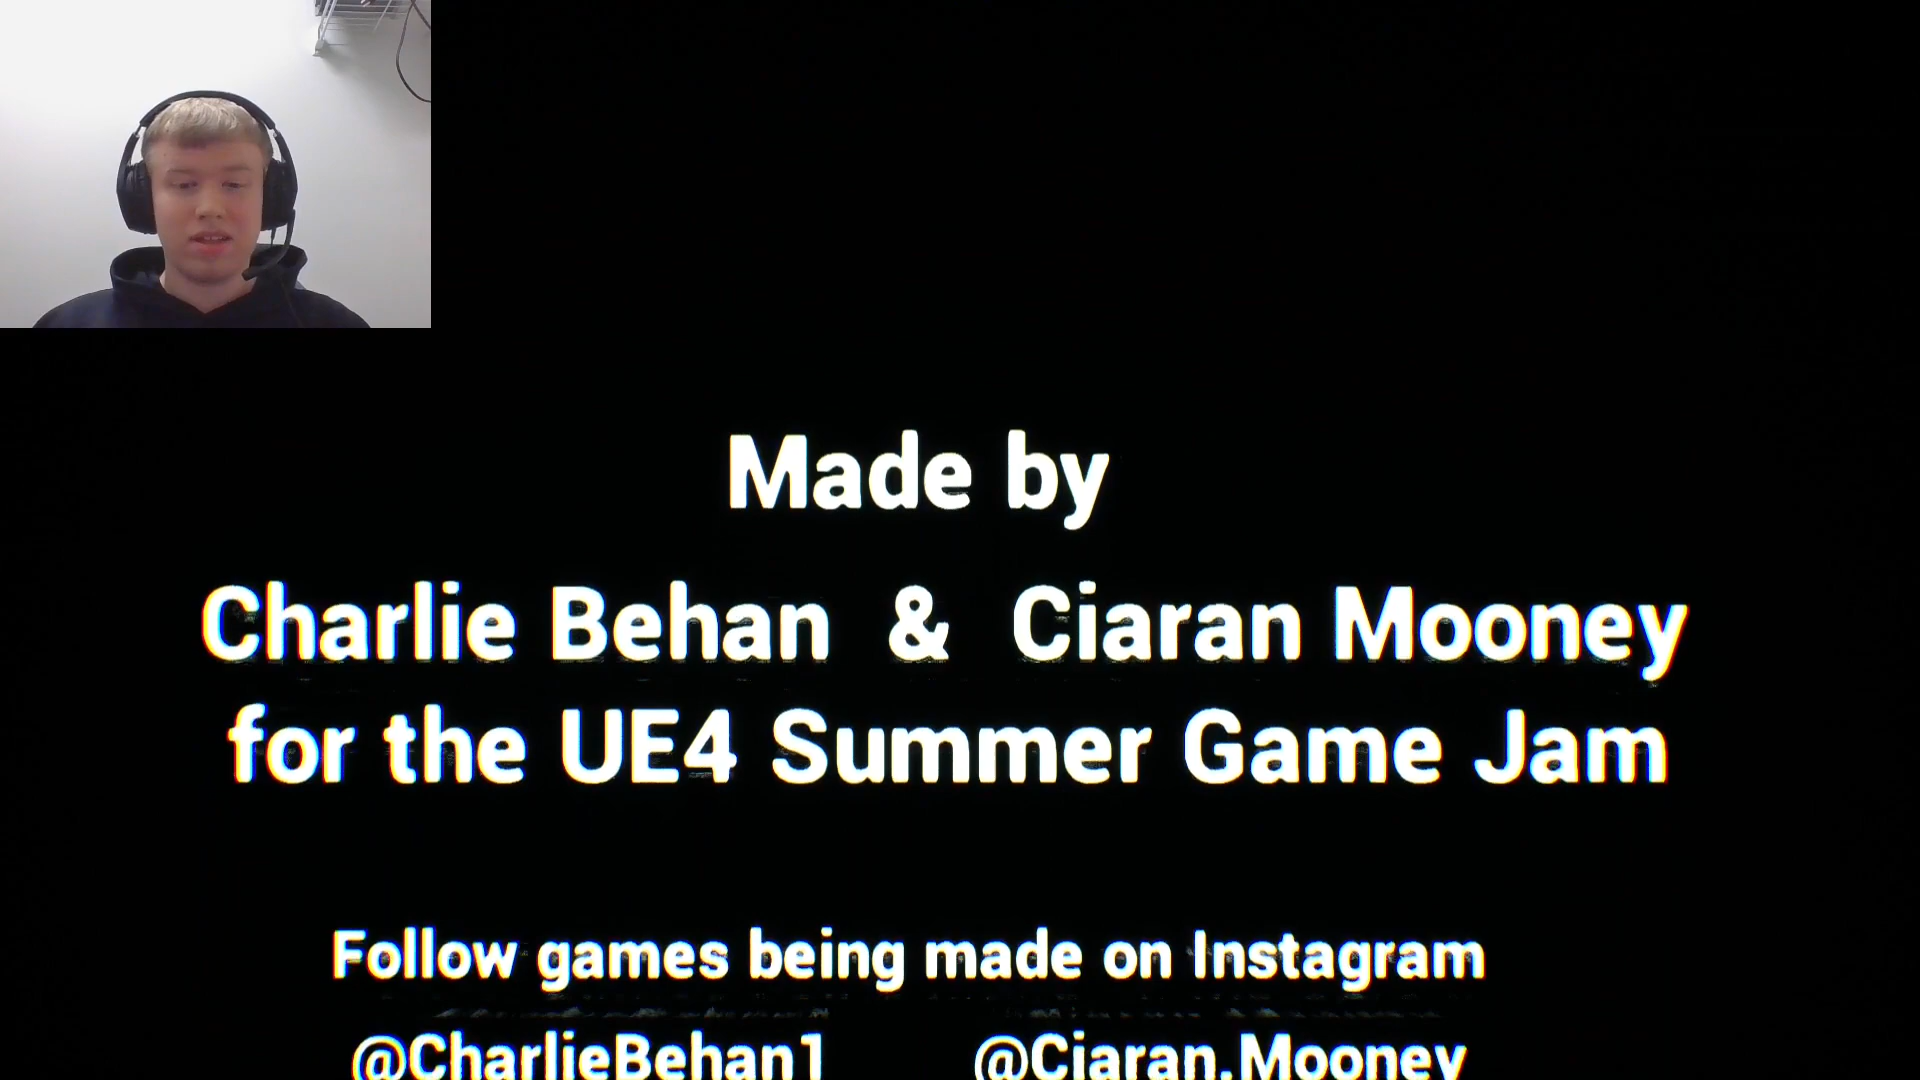 Made by
Charlie Behan & Ciaran Mooney
for the UE4 Summer Game Jam
Follow games being made on Instagram
@CharlieBehan1 @Ciaran.Mooney